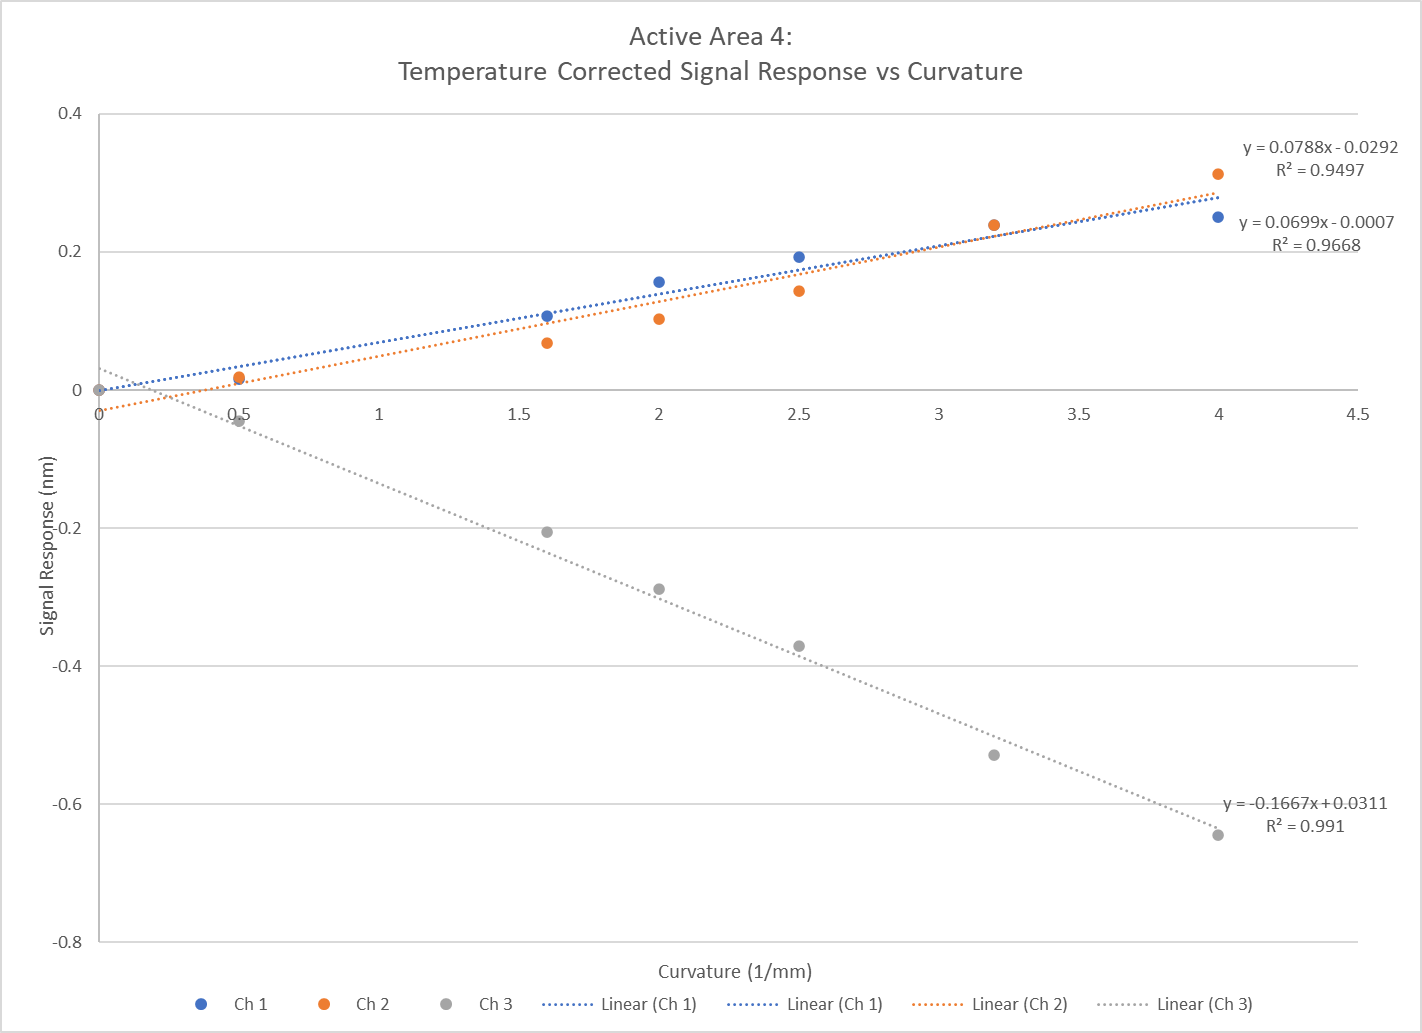 Active Area 4:
Temperature Corrected Signal Response vs Curvature
0.4
0.2
0
-0.2
-0.4
-0.6
-0.8
0
0.5
1
1.5
2
2.5
3
3.5
4
4.5
y = 0.0788x - 0.0292
R² = 0.9497
y = 0.0699x - 0.0007
R² = 0.9668
y = -0.1667x + 0.0311
R² = 0.991
Signal Response (nm)
Curvature (1/mm)
Ch 1
Ch 2
Ch 3
Linear (Ch 1)
Linear (Ch 1)
Linear (Ch 2)
Linear (Ch 3)